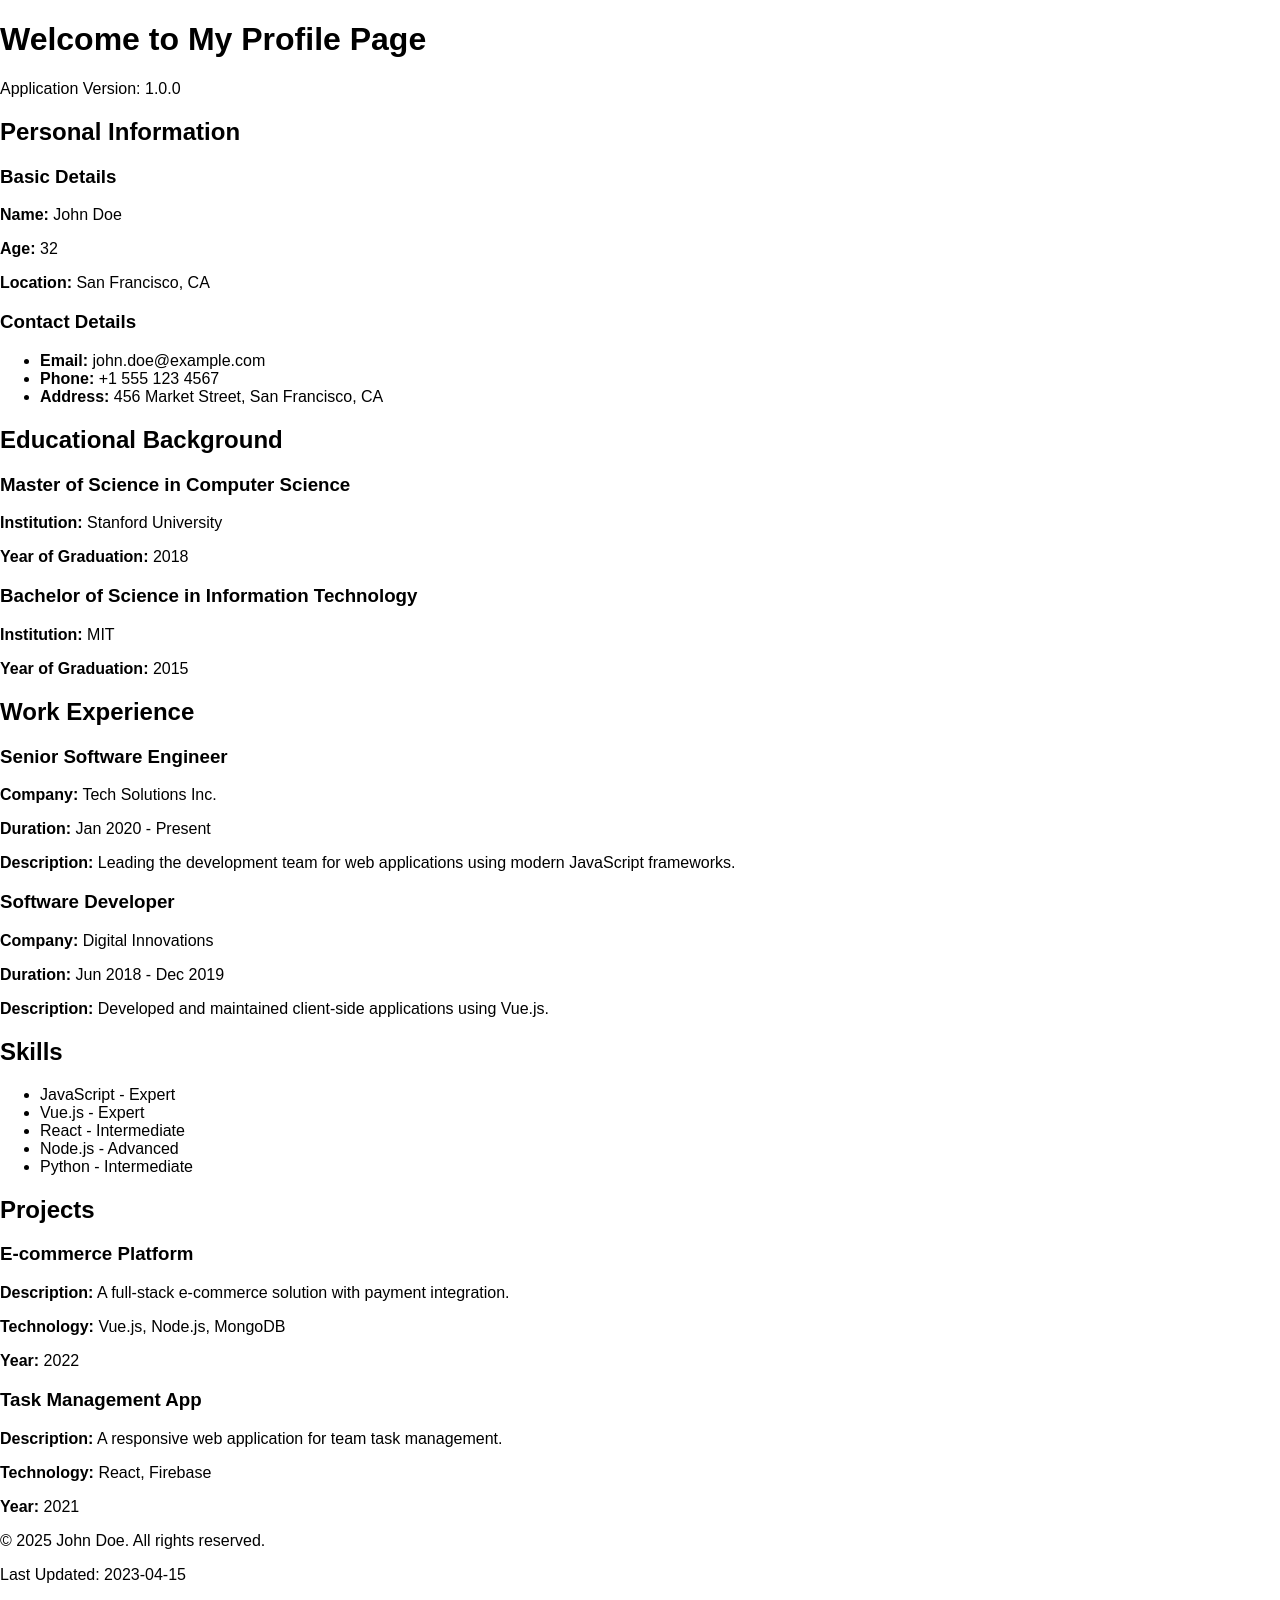 Welcome to My Profile Page
Application Version: 1.0.0
Personal Information
Basic Details
Name: John Doe
Age: 32
Location: San Francisco, CA
Contact Details
• Email: john.doe@example.com
• Phone: +1 555 123 4567
• Address: 456 Market Street, San Francisco, CA
Educational Background
Master of Science in Computer Science
Institution: Stanford University
Year of Graduation: 2018
Bachelor of Science in Information Technology
Institution: MIT
Year of Graduation: 2015
Work Experience
Senior Software Engineer
Company: Tech Solutions Inc.
Duration: Jan 2020 - Present
Description: Leading the development team for web applications using modern JavaScript frameworks.
Software Developer
Company: Digital Innovations
Duration: Jun 2018 - Dec 2019
Description: Developed and maintained client-side applications using Vue.js.
Skills
• JavaScript - Expert
• Vue.js - Expert
• React - Intermediate
• Node.js - Advanced
• Python - Intermediate
Projects
E-commerce Platform
Description: A full-stack e-commerce solution with payment integration.
Technology: Vue.js, Node.js, MongoDB
Year: 2022
Task Management App
Description: A responsive web application for team task management.
Technology: React, Firebase
Year: 2021
© 2025 John Doe. All rights reserved.
Last Updated: 2023-04-15